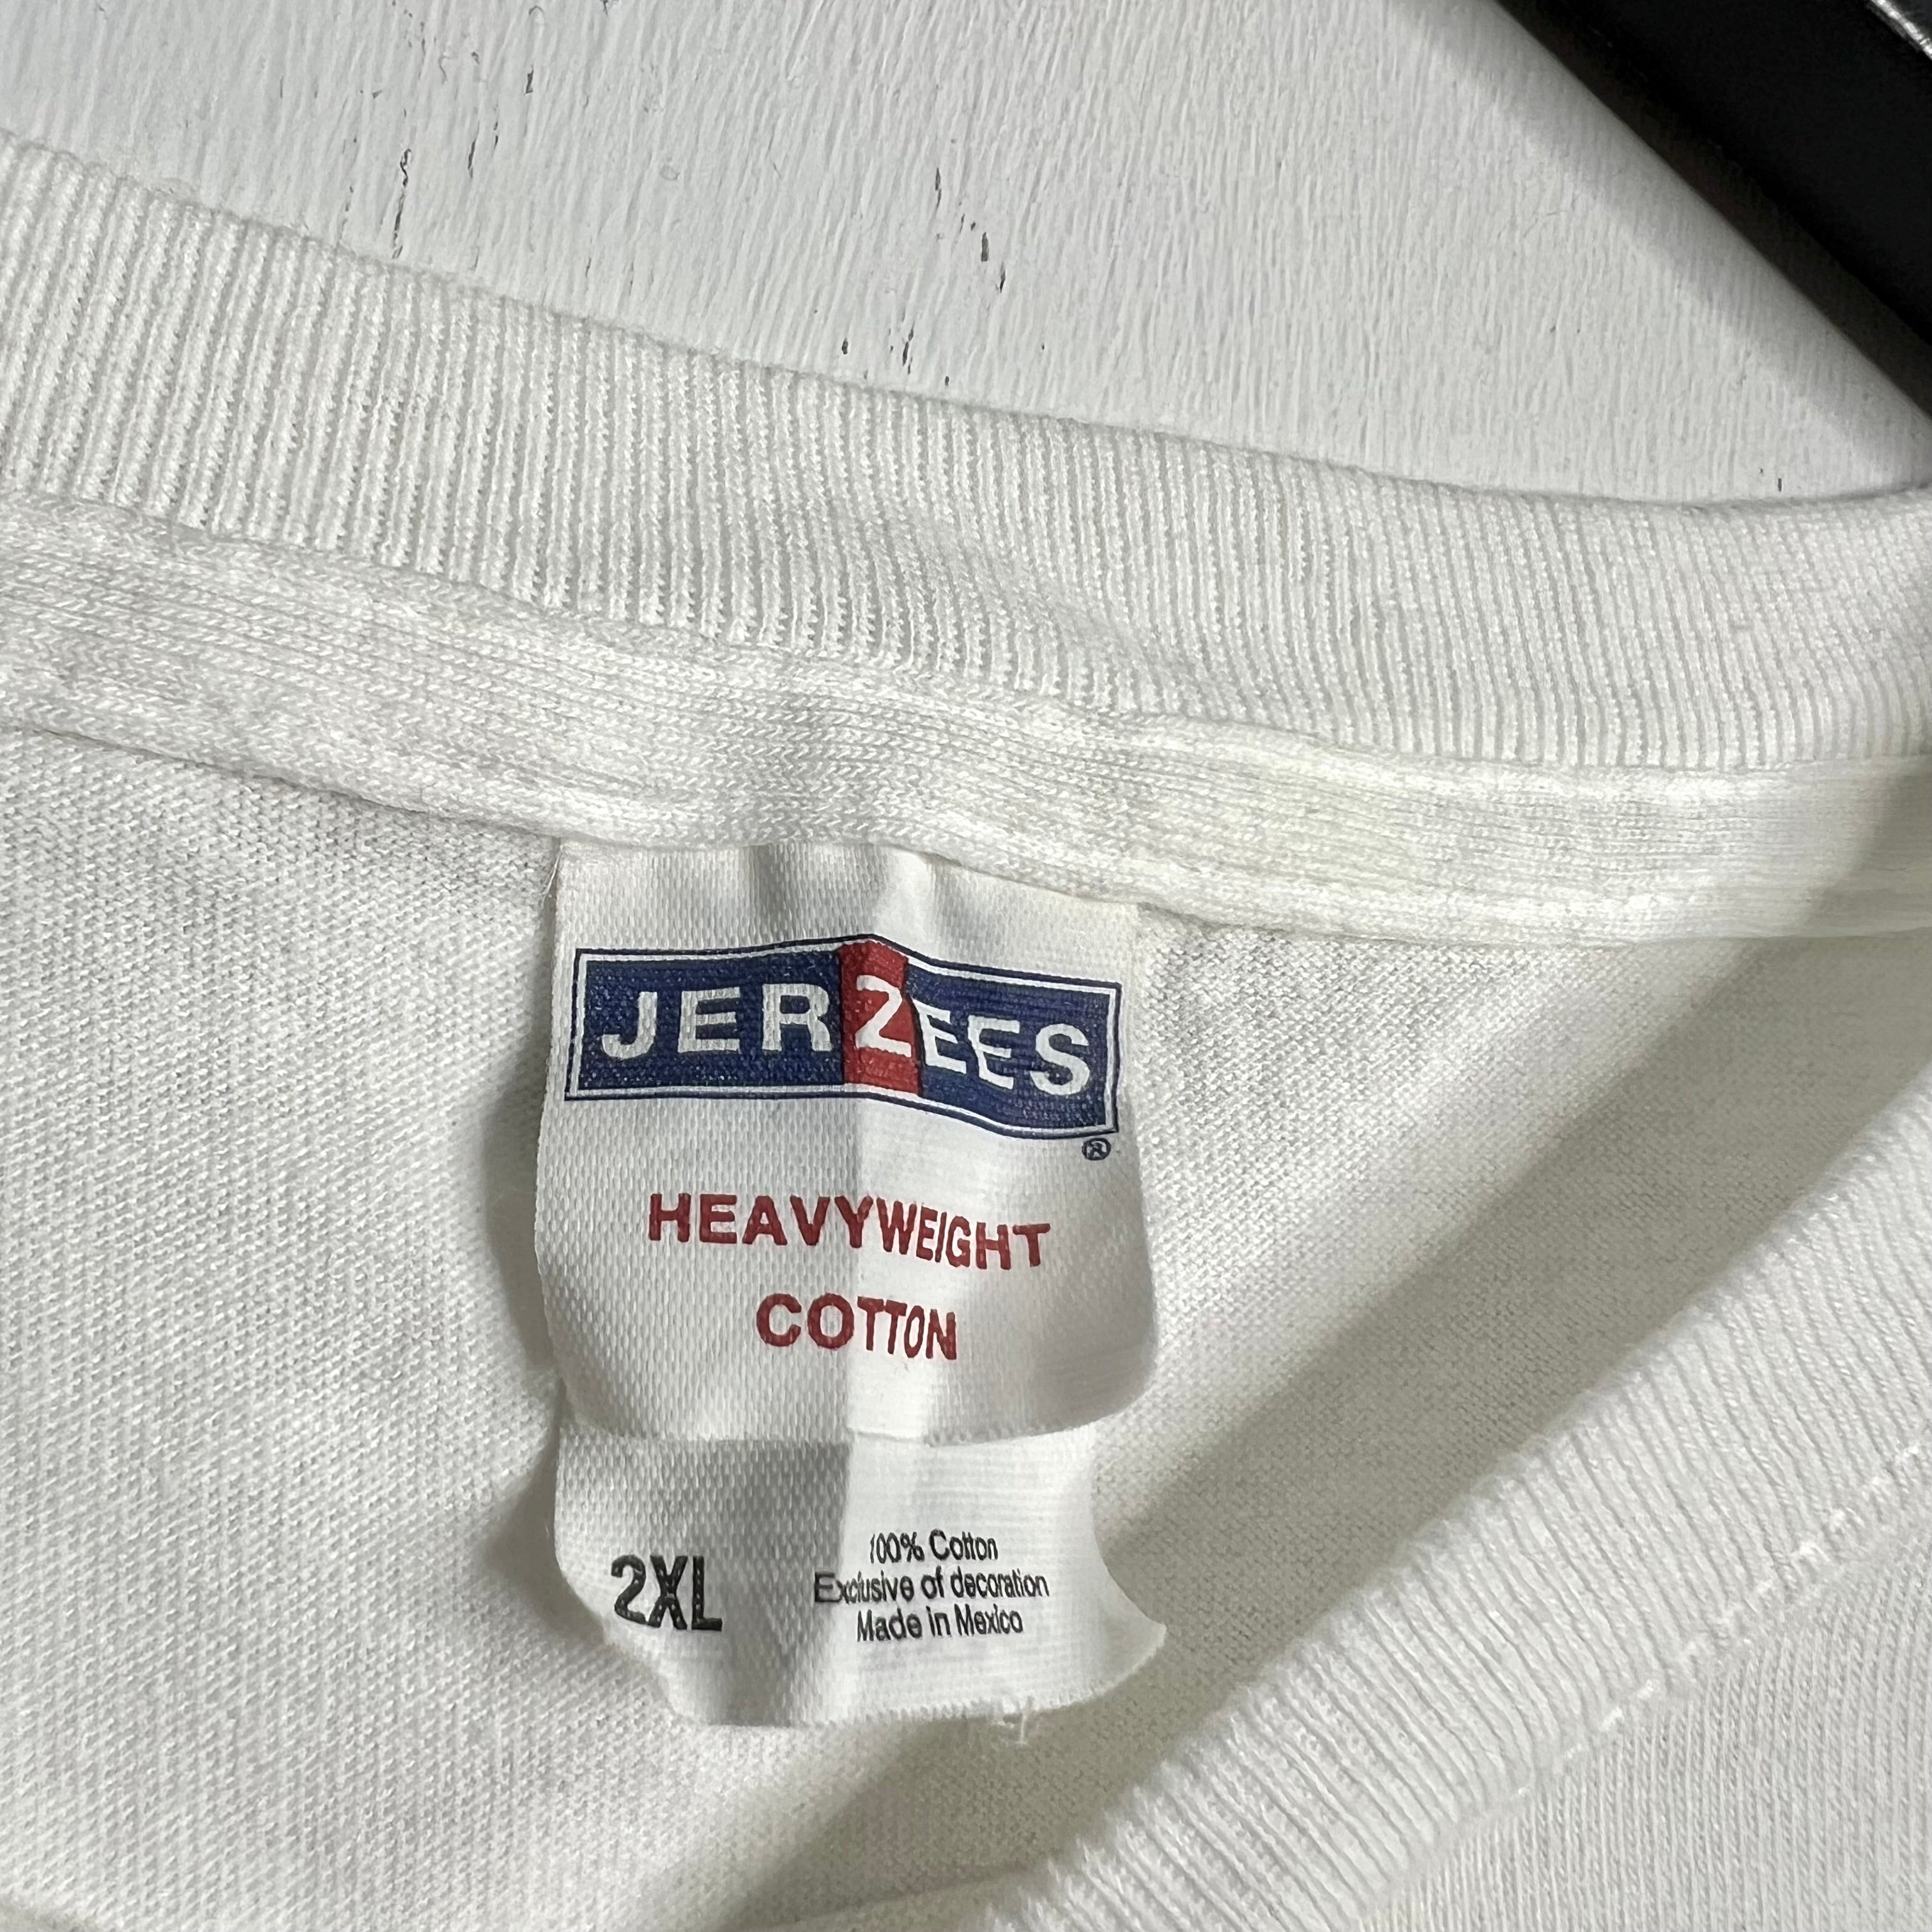 JERZEES
®
HEAVYWEIGHT
COTTON
2XL
100% Cotton
Exclusive of decoration
Made in Mexico